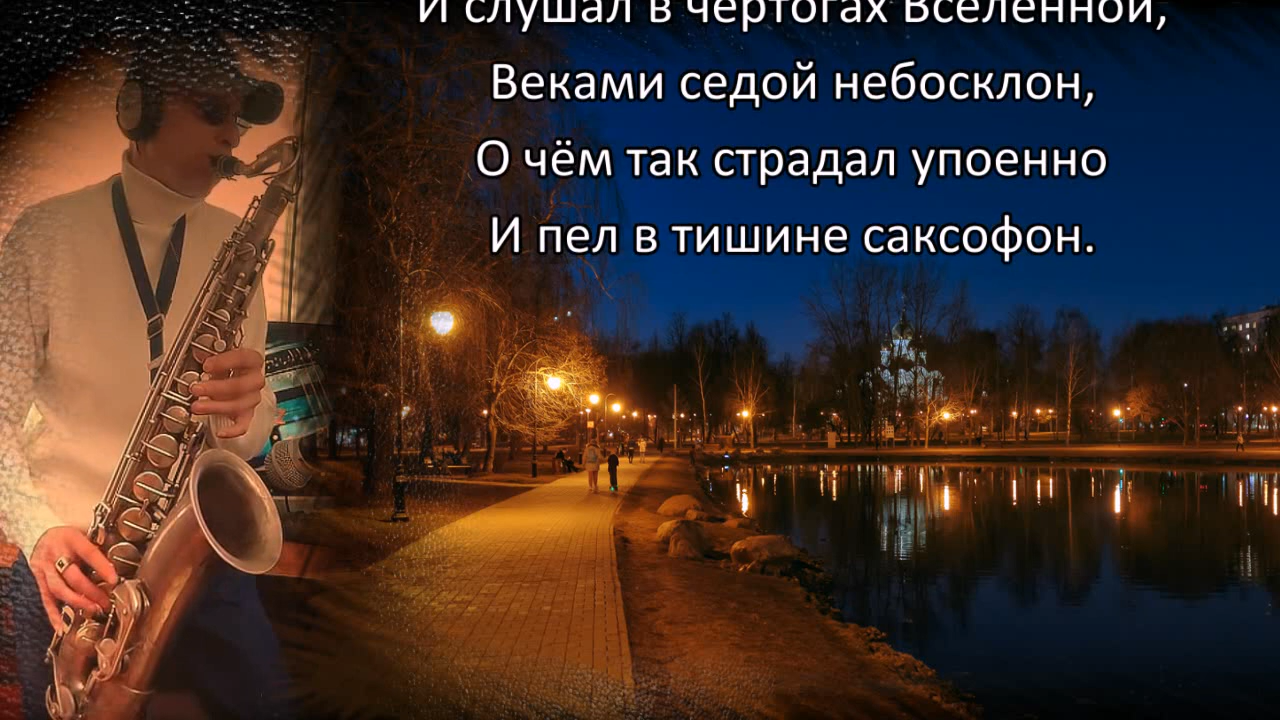 И слушал в чертогах Вселенной,
Веками седой небосклон,
О чём так страдал упоенно
И пел в тишине саксофон.